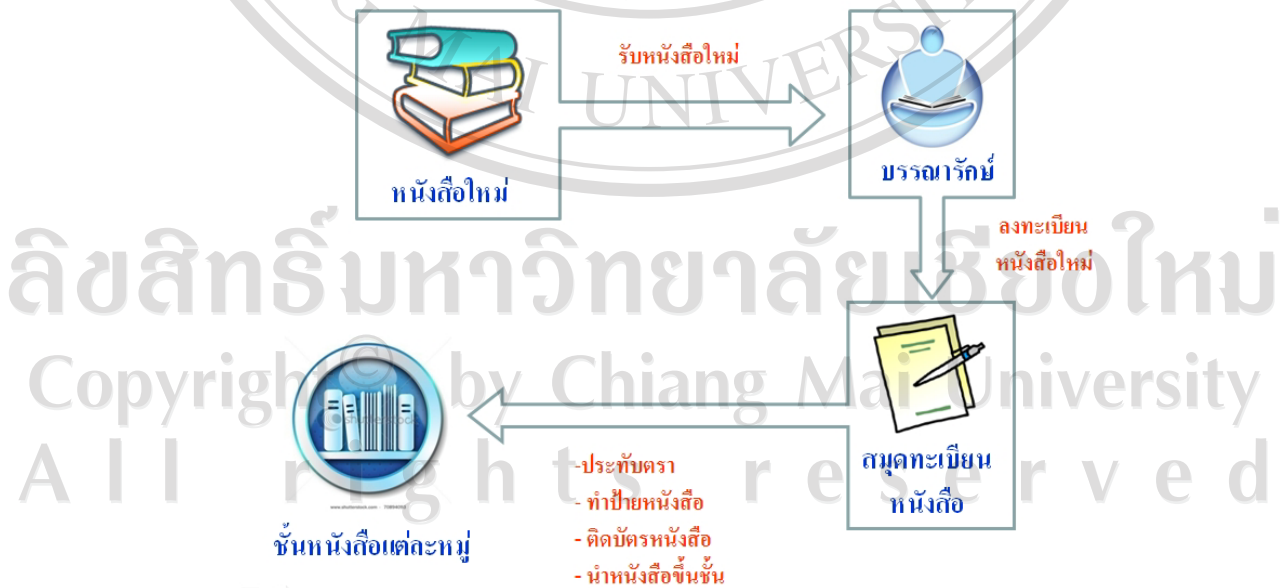 MAI UNIVERSI
รับหนังสือใหม่
หนังสือใหม่
บรรณารักษ์
ลงทะเบียน
หนังสือใหม่
ลิขสิทธิ์มหาวิทยาลัยเชียงใหม่
Copyright © by Chiang Mai University
All rights reserved
shutterstock
สมุดทะเบียน
หนังสือ
-ประทับตรา
- ทำป้ายหนังสือ
- ติดบัตรหนังสือ
- นำหนังสือขึ้นชั้น
ชั้นหนังสือแต่ละหมู่